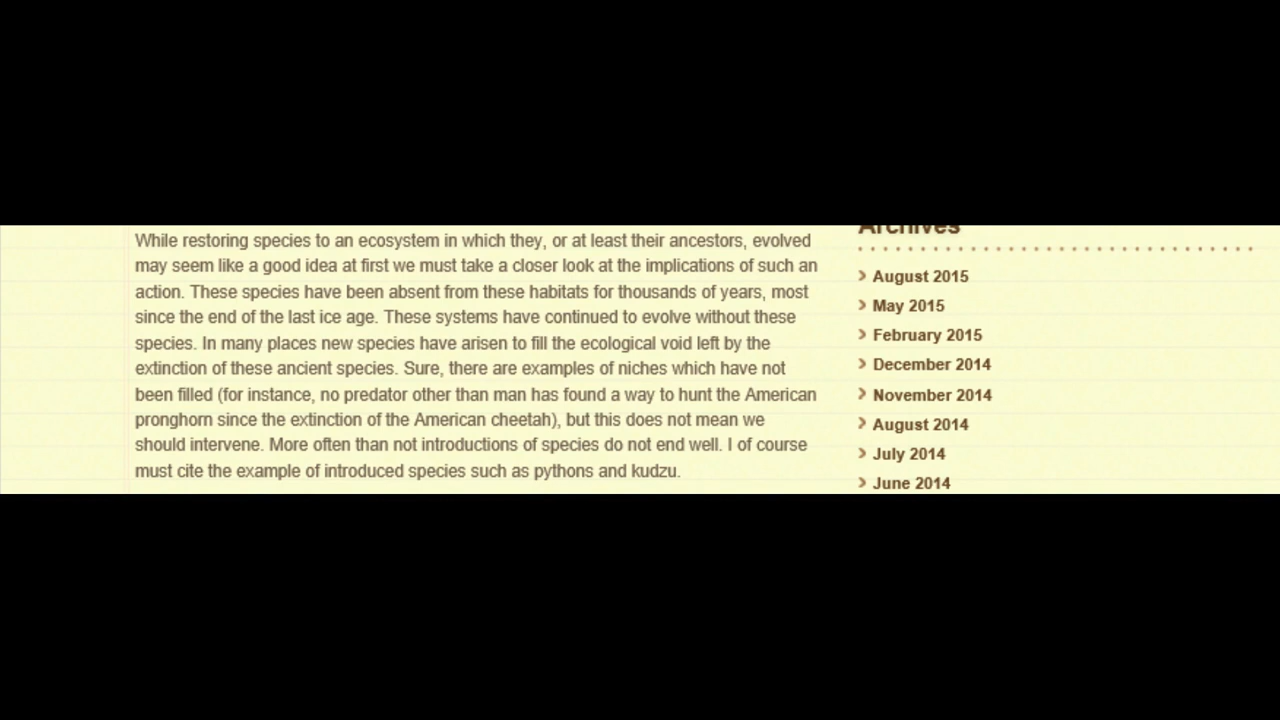 While restoring species to an ecosystem in which they, or at least their ancestors, evolved
may seem like a good idea at first we must take a closer look at the implications of such an
action. These species have been absent from these habitats for thousands of years, most
since the end of the last ice age. These systems have continued to evolve without these
species. In many places new species have arisen to fill the ecological void left by the
extinction of these ancient species. Sure, there are examples of niches which have not
been filled (for instance, no predator other than man has found a way to hunt the American
pronghorn since the extinction of the American cheetah), but this does not mean we
should intervene. More often than not introductions of species do not end well. I of course
must cite the example of introduced species such as pythons and kudzu.
Archives
August 2015
May 2015
February 2015
December 2014
November 2014
August 2014
July 2014
June 2014